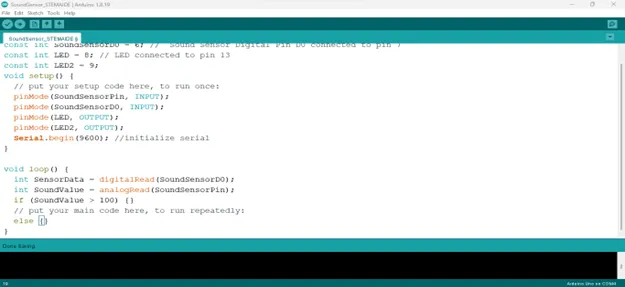 SoundSensor_STEMAIDE | Arduino 1.8.19
File Edit Sketch Tools Help
SoundSensor_STEMAIDE §
const int SoundSensorD0 = 6; // Sound Sensor Digital Pin D0 connected to pin 7
const int LED = 8; // LED connected to pin 13
const int LED2 = 9;
void setup() {
// put your setup code here, to run once:
pinMode(SoundSensorPin, INPUT);
pinMode(SoundSensorD0, INPUT);
pinMode(LED, OUTPUT);
pinMode(LED2, OUTPUT);
Serial.begin(9600); //initialize serial
}
void loop() {
int SensorData = digitalRead(SoundSensorD0);
int SoundValue = analogRead(SoundSensorPin);
if (SoundValue > 100) {}
// put your main code here, to run repeatedly:
else {}
}
Done Saving.
Arduino Uno on